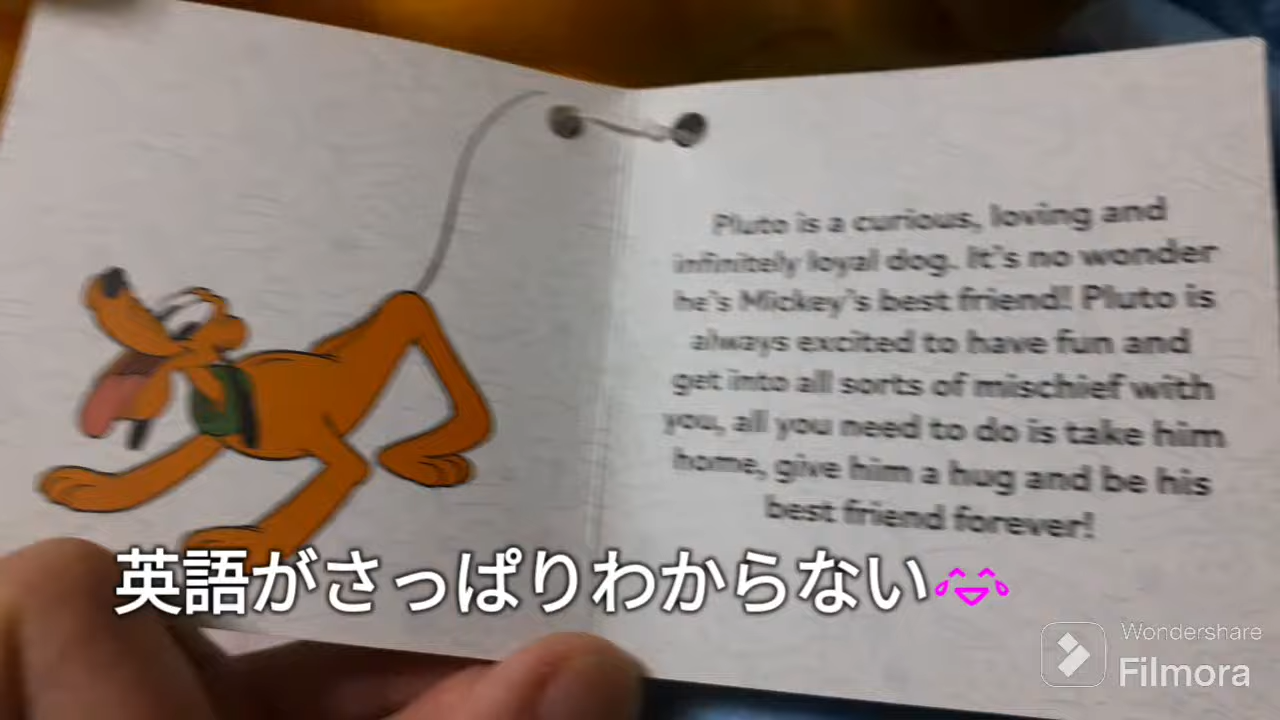 Pluto is a curious, loving and
infinitely loyal dog. It's no wonder
he's Mickey's best friend! Pluto is
always excited to have fun and
get into all sorts of mischief with
you, all you need to do is take him
home, give him a hug and be his
best friend forever!
英語がさっぱりわからない😂
Wondershare
Filmora